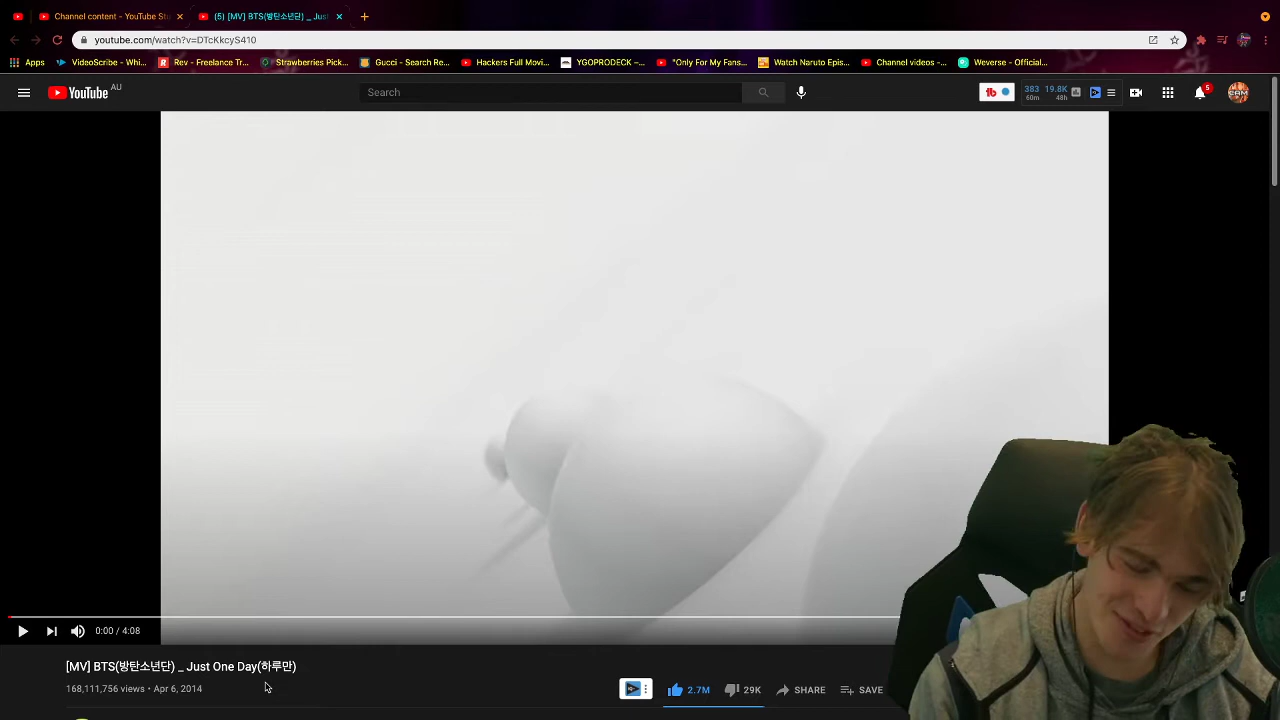 Channel content - YouTube Stu
(5) [MV] BTS(방탄소년단) _ Jus
youtube.com/watch?v=DTcKkcyS410
Apps
VideoScribe - Whi...
Rev - Freelance Tr...
Strawberries Pick...
Gucci - Search Re...
Hackers Full Movi...
YGOPRODECK –...
"Only For My Fans...
Watch Naruto Epis...
Channel videos -...
Weverse - Official...
YouTube AU
Search
tb
383 19.8K
60m 48h
5
CAM
0:00 / 4:08
[MV] BTS(방탄소년단) _ Just One Day(하루만)
168,111,756 views • Apr 6, 2014
2.7M
29K
SHARE
SAVE